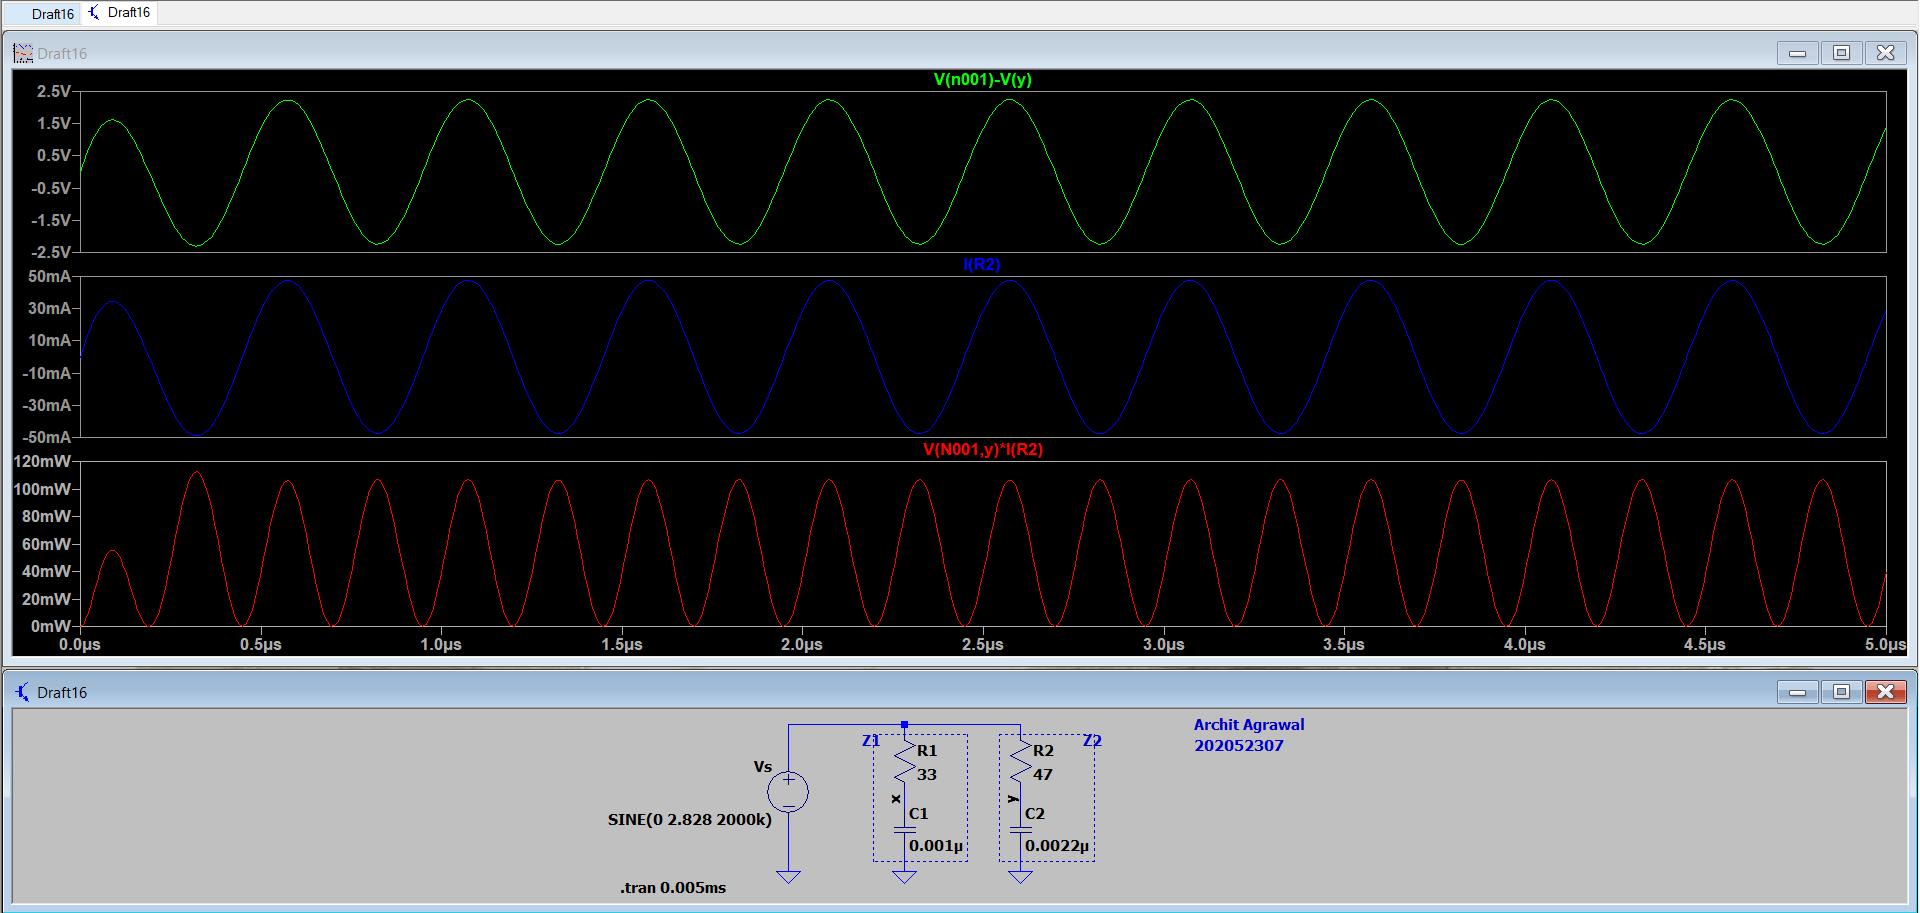 Draft16 Draft16
Draft16
V(n001)-V(y)
2.5V
1.5V
0.5V
-0.5V
-1.5V
-2.5V
I(R2)
50mA
30mA
10mA
-10mA
-30mA
-50mA
V(N001,y)*I(R2)
120mW
100mW
80mW
60mW
40mW
20mW
0mW
0.0µs 0.5µs 1.0µs 1.5µs 2.0µs 2.5µs 3.0µs 3.5µs 4.0µs 4.5µs 5.0µs
Draft16
Archit Agrawal
202052307
Z1 Z2
R1 R2
33 47
Vs
x y
C1 C2
SINE(0 2.828 2000k)
0.001µ 0.0022µ
.tran 0.005ms